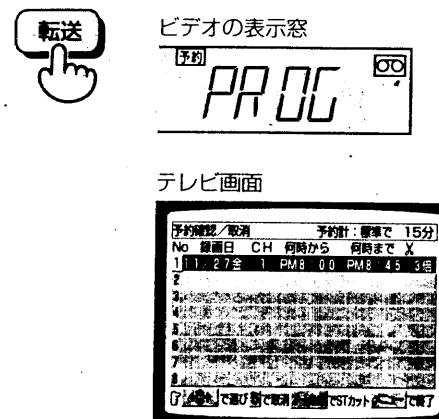 転送
ビデオの表示窓
予約
PROG
テレビ画面
予約確認/取消 予約計:標準で 15分
No 録画日 CH 何時から 何時まで
1 11 27金 1 PM8 00 PM8 45 3倍
2
3
4
5
6
7
8
で選び で取消 でSTカット で終了